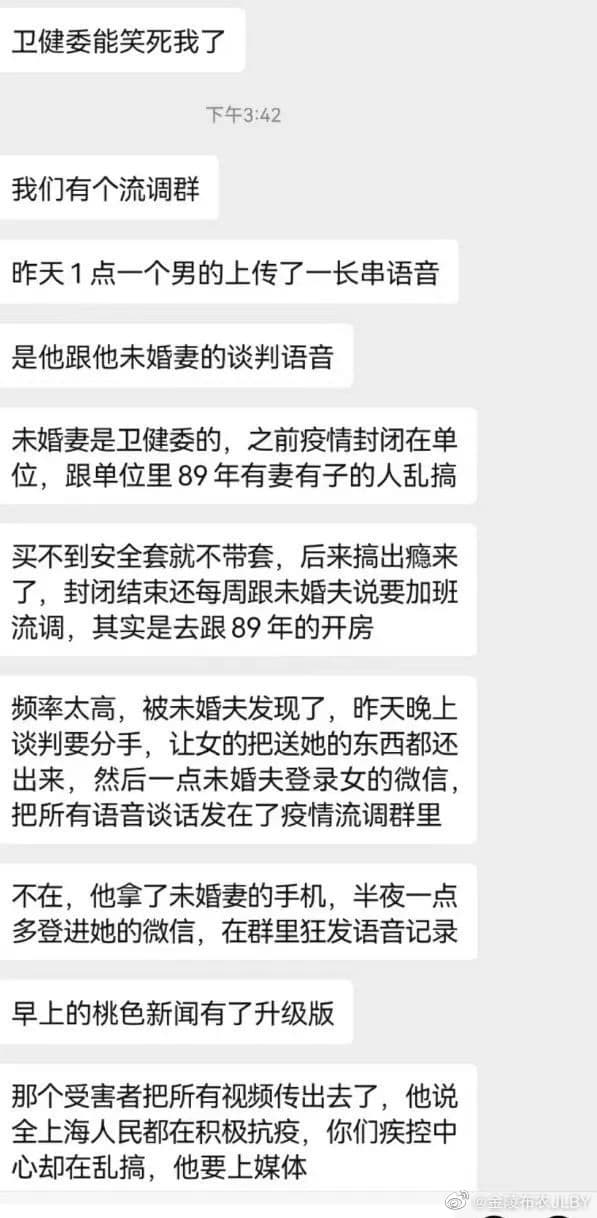 卫健委能笑死我了
下午3:42
我们有个流调群
昨天1点一个男的上传了一长串语音
是他跟他未婚妻的谈判语音
未婚妻是卫健委的，之前疫情封闭在单
位，跟单位里89年有妻有子的人乱搞
买不到安全套就不带套，后来搞出瘾来
了，封闭结束还每周跟未婚夫说要加班
流调，其实是去跟89年的开房
频率太高，被未婚夫发现了，昨天晚上
谈判要分手，让女的把送她的东西都还
出来，然后一点未婚夫登录女的微信，
把所有语音谈话发在了疫情流调群里
不在，他拿了未婚妻的手机，半夜一点
多登进她的微信，在群里狂发语音记录
早上的桃色新闻有了升级版
那个受害者把所有视频传出去了，他说
全上海人民都在积极抗疫，你们疾控中
心却在乱搞，他要上媒体
@金陵布衣JLBY